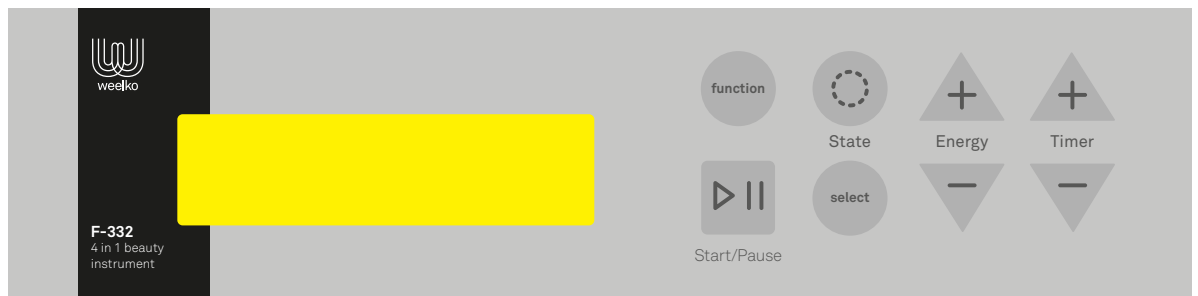 weelko
F-332
4 in 1 beauty
instrument
function
State
Energy
Timer
select
Start/Pause